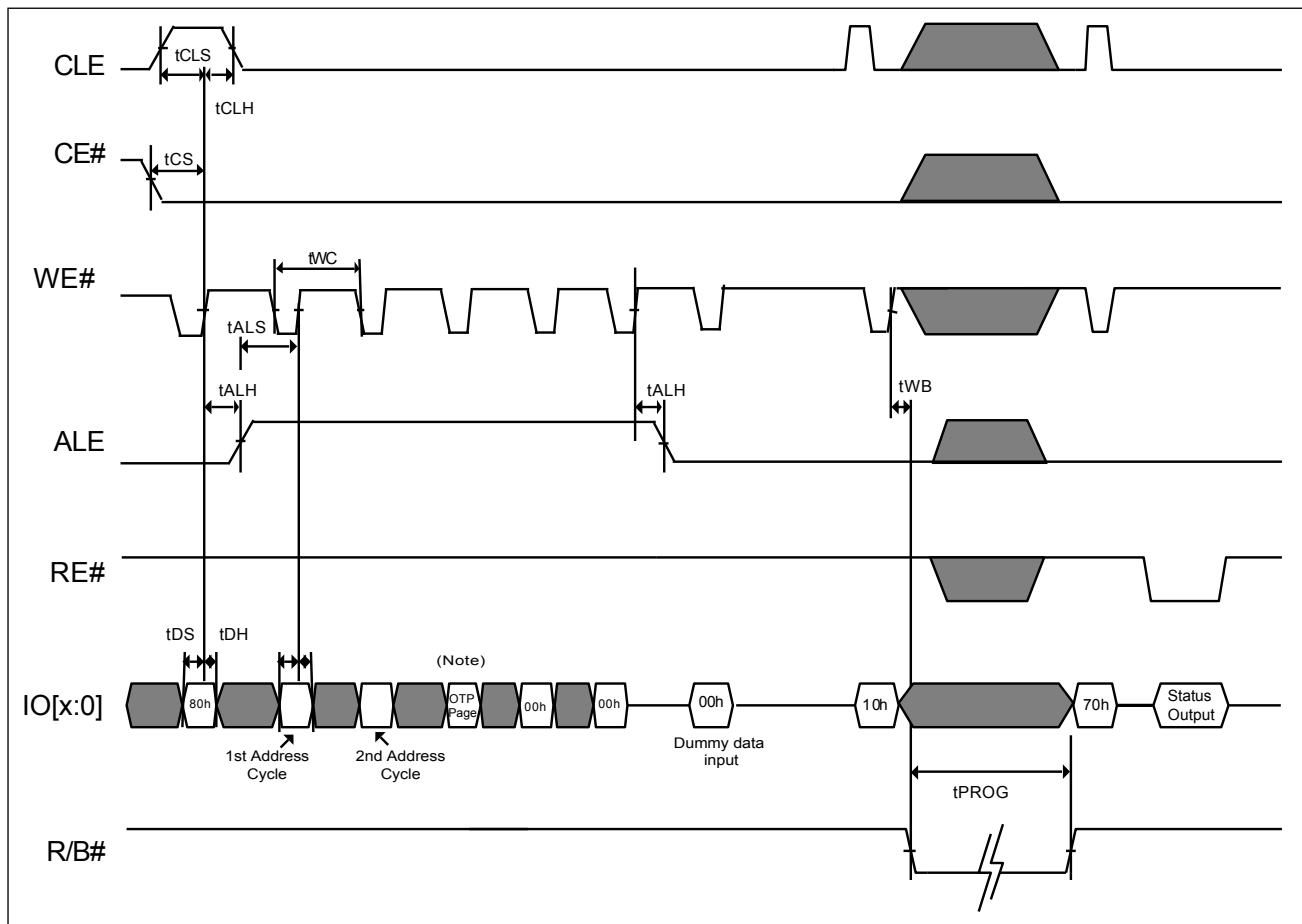 CLE
tCLS
tCLH
CE#
tCS
WE#
tWC
tALS
tALH
tALH
tWB
ALE
RE#
tDS
tDH
(Note)
IO[x:0]
80h
OTP
Page
00h
00h
00h
10h
70h
Status
Output
1st Address
Cycle
2nd Address
Cycle
Dummy data
input
tPROG
R/B#